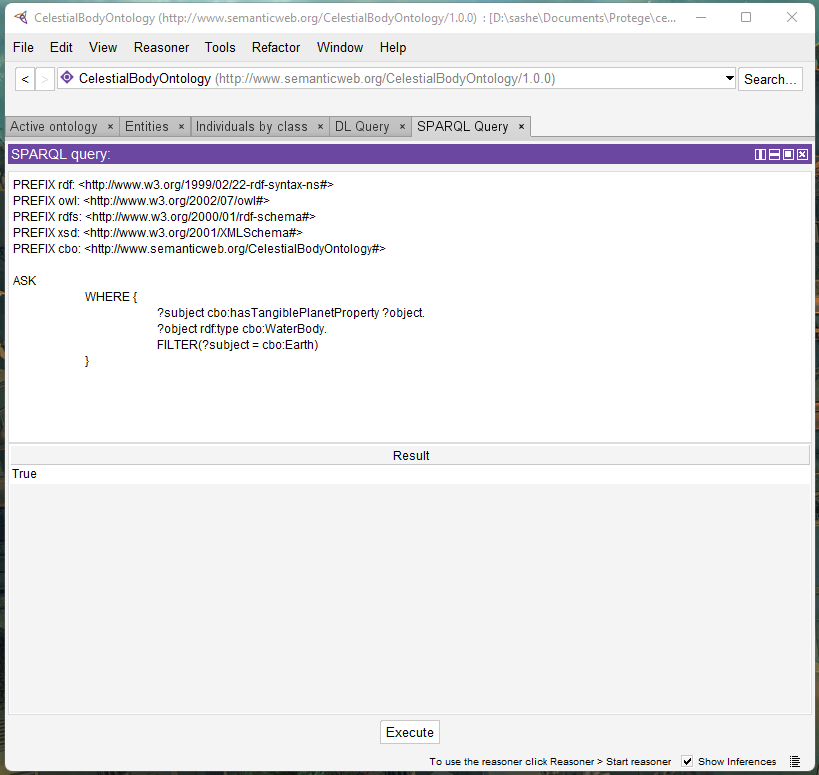 CelestialBodyOntology (http://www.semanticweb.org/CelestialBodyOntology/1.0.0) : [D:\sashe\Documents\Protege\ce...
File Edit View Reasoner Tools Refactor Window Help
< > CelestialBodyOntology (http://www.semanticweb.org/CelestialBodyOntology/1.0.0) Search...
Active ontology × Entities × Individuals by class × DL Query × SPARQL Query ×
SPARQL query:
PREFIX rdf: <http://www.w3.org/1999/02/22-rdf-syntax-ns#>
PREFIX owl: <http://www.w3.org/2002/07/owl#>
PREFIX rdfs: <http://www.w3.org/2000/01/rdf-schema#>
PREFIX xsd: <http://www.w3.org/2001/XMLSchema#>
PREFIX cbo: <http://www.semanticweb.org/CelestialBodyOntology#>
ASK
WHERE {
?subject cbo:hasTangiblePlanetProperty ?object.
?object rdf:type cbo:WaterBody.
FILTER(?subject = cbo:Earth)
}
Result
True
Execute
To use the reasoner click Reasoner > Start reasoner Show Inferences